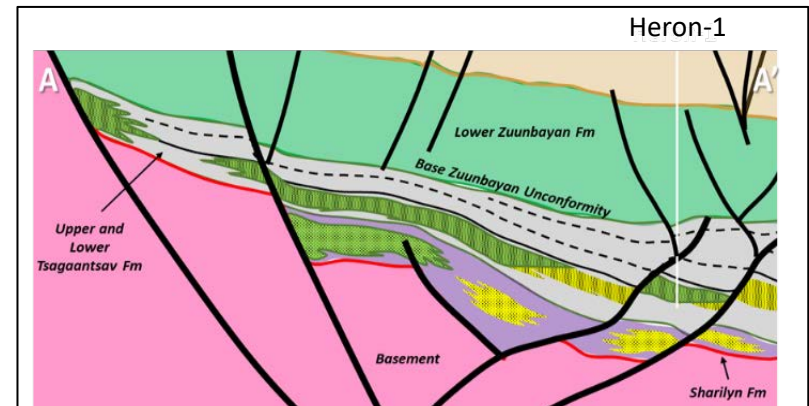 Heron-1
A
A'
Lower Zuunbayan Fm
Base Zuunbayan Unconformity
Upper and
Lower
Tsagaantsav Fm
Basement
Sharilyn Fm